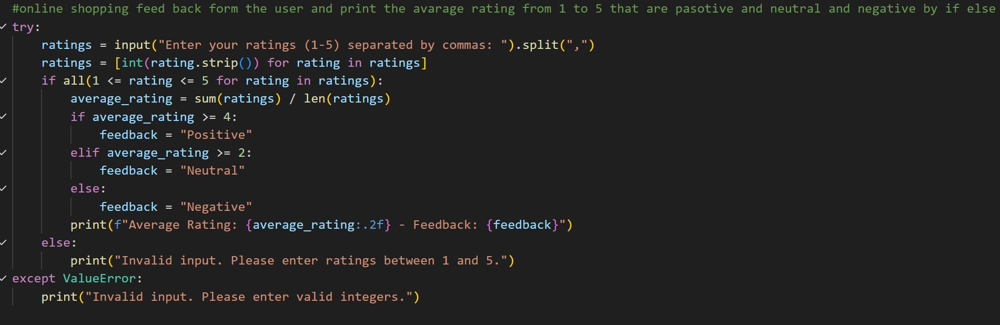 #online shopping feed back form the user and print the avarage rating from 1 to 5 that are pasotive and neutral and negative by if else
try:
    ratings = input("Enter your ratings (1-5) separated by commas: ").split(",")
    ratings = [int(rating.strip()) for rating in ratings]
    if all(1 <= rating <= 5 for rating in ratings):
        average_rating = sum(ratings) / len(ratings)
        if average_rating >= 4:
            feedback = "Positive"
        elif average_rating >= 2:
            feedback = "Neutral"
        else:
            feedback = "Negative"
        print(f"Average Rating: {average_rating:.2f} - Feedback: {feedback}")
    else:
        print("Invalid input. Please enter ratings between 1 and 5.")
except ValueError:
    print("Invalid input. Please enter valid integers.")